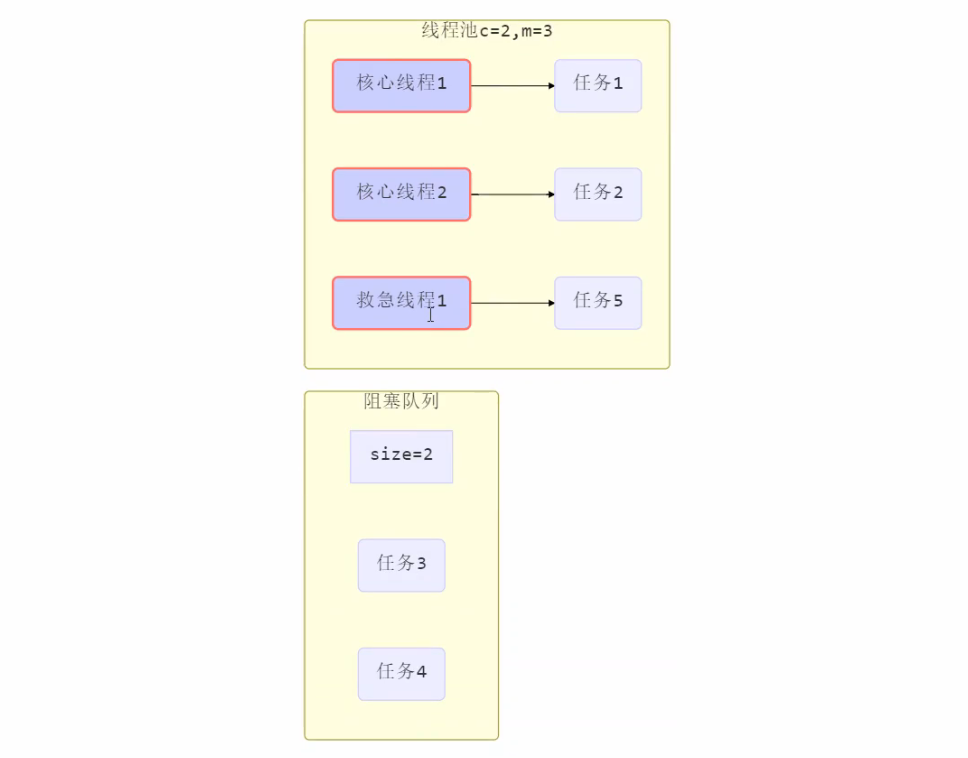 线程池c=2,m=3
核心线程1
任务1
核心线程2
任务2
救急线程1
任务5
阻塞队列
size=2
任务3
任务4